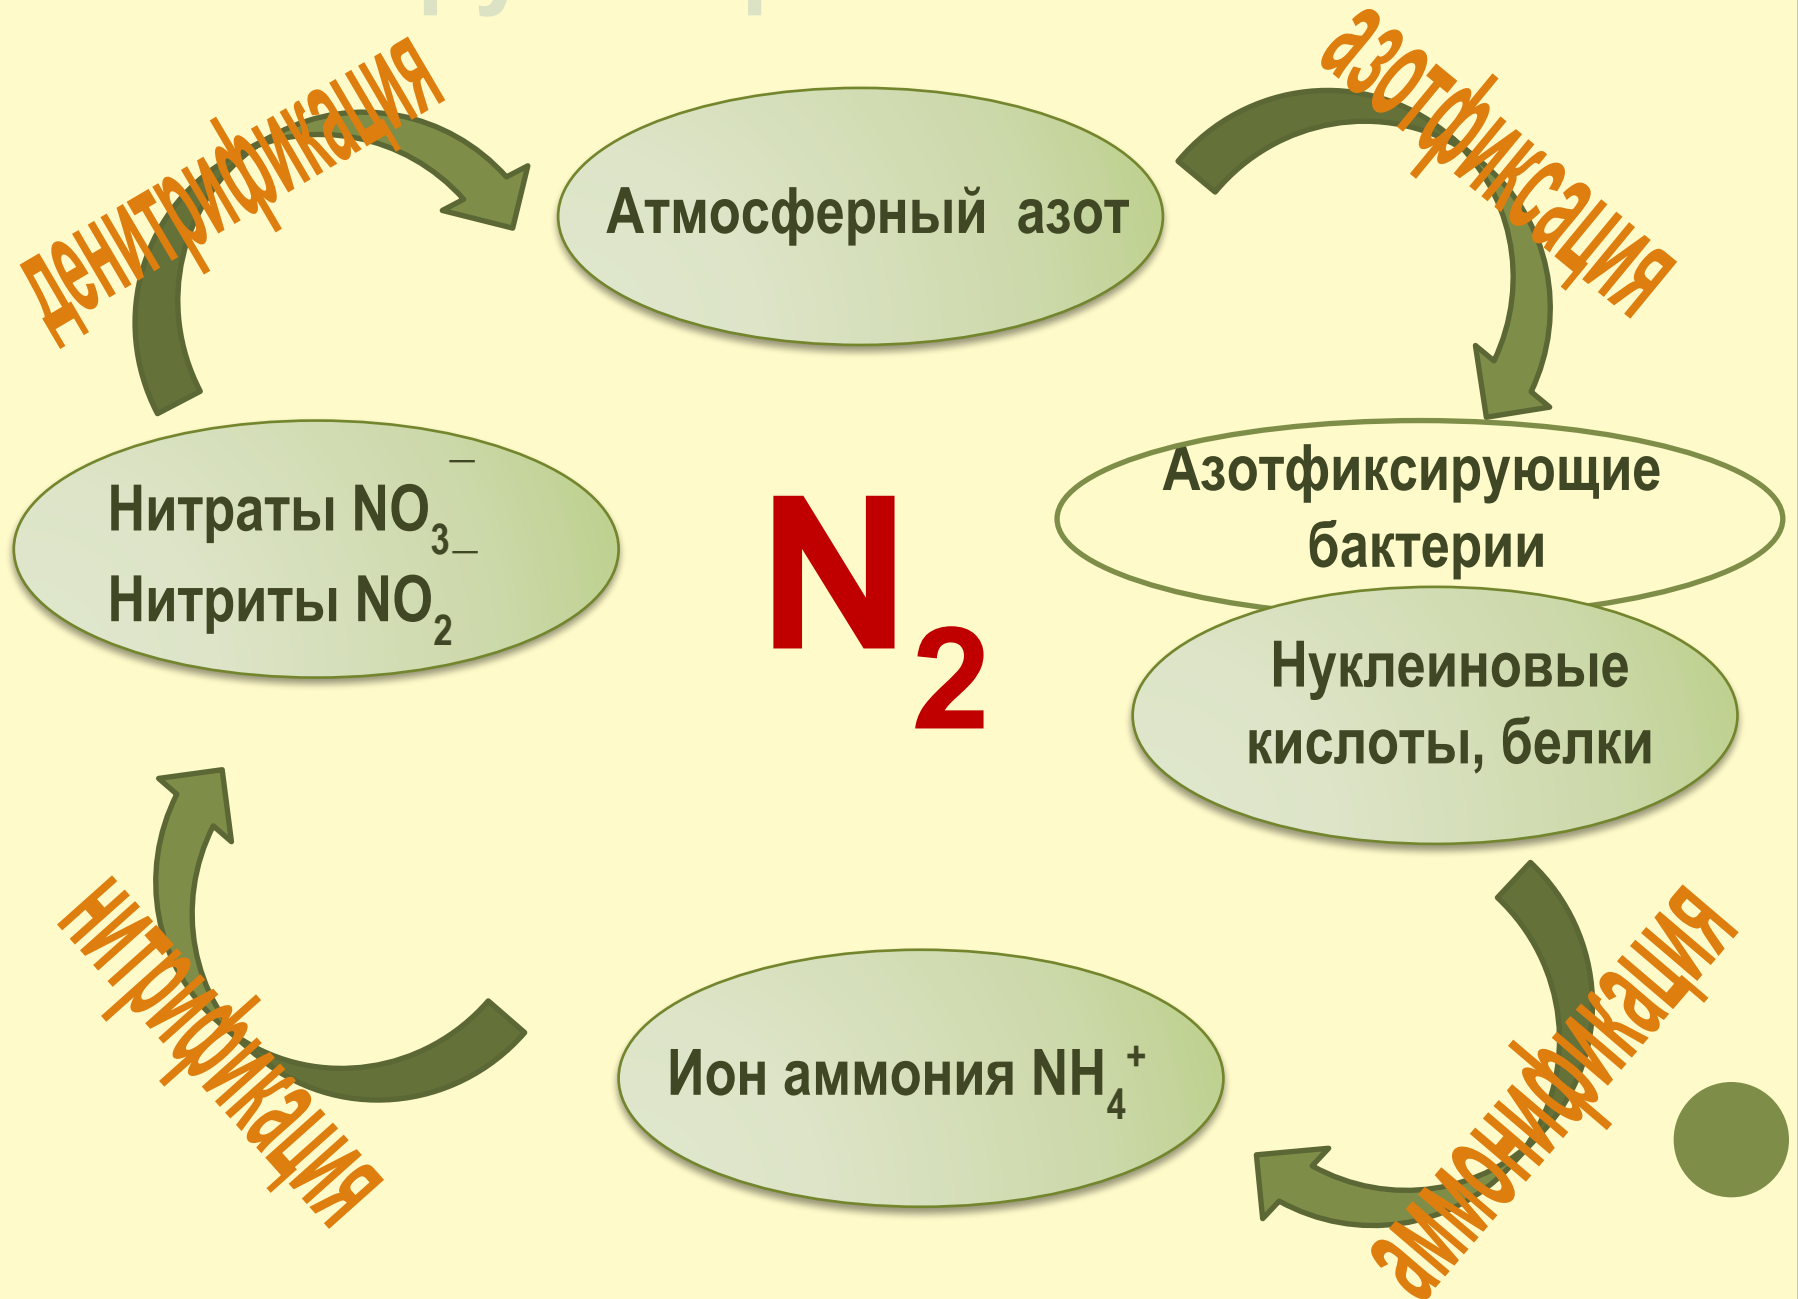 денитрификация
азотфиксация
Атмосферный азот
Азотфиксирующие
бактерии
Нитраты NO₃⁻
Нитриты NO₂⁻
N₂
Нуклеиновые
кислоты, белки
нитрификация
Ион аммония NH₄⁺
аммонификация